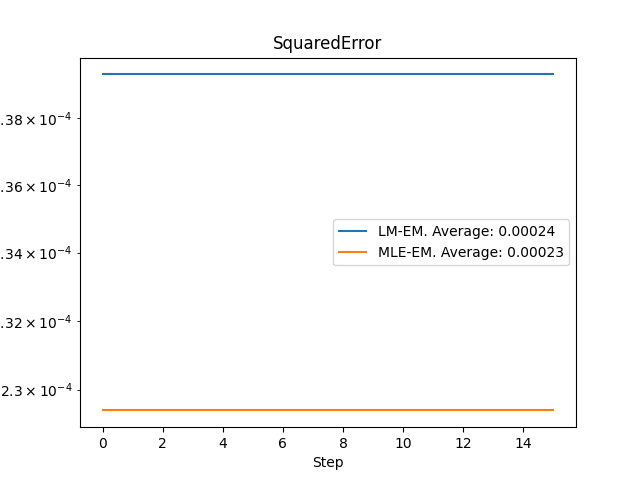 SquaredError
.38 × 10⁻⁴
.36 × 10⁻⁴
.34 × 10⁻⁴
.32 × 10⁻⁴
2.3 × 10⁻⁴
LM-EM. Average: 0.00024
MLE-EM. Average: 0.00023
0 2 4 6 8 10 12 14
Step